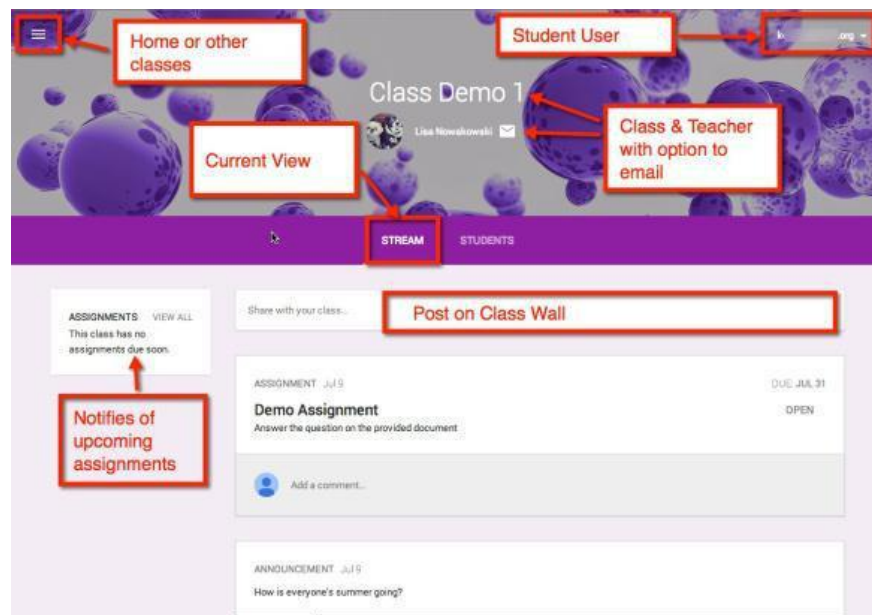 Home or other
classes
Student User
.org
Class Demo 1
Lisa Nowakowski
Class & Teacher
with option to
email
Current View
STREAM STUDENTS
ASSIGNMENTS VIEW ALL
This class has no
assignments due soon.
Share with your class...
Post on Class Wall
Notifies of
upcoming
assignments
ASSIGNMENT Jul 9 DUE JUL 31
Demo Assignment OPEN
Answer the question on the provided document
Add a comment...
ANNOUNCEMENT Jul 9
How is everyone's summer going?